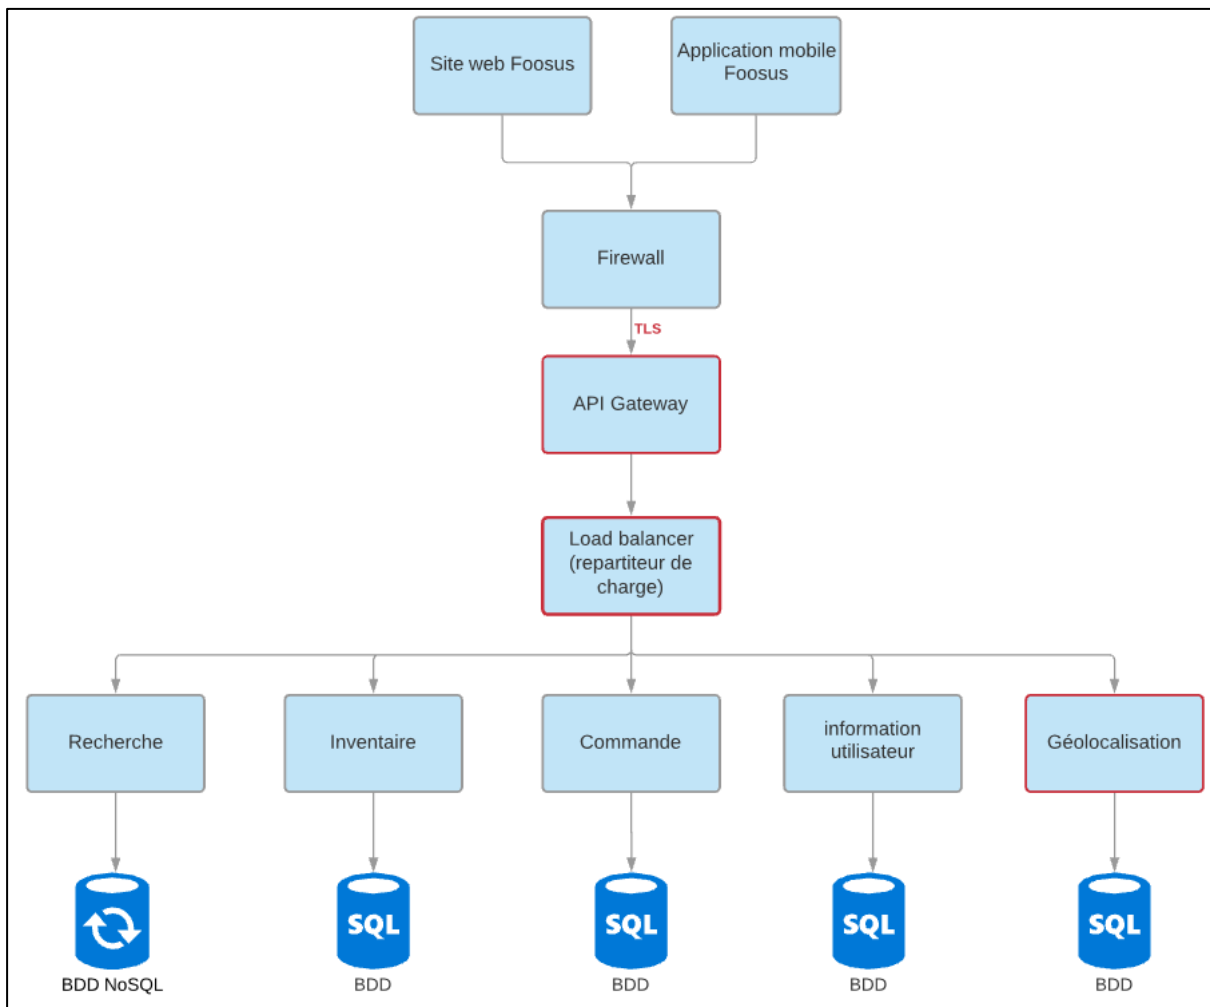 Site web Foosus
Application mobile
Foosus
Firewall
TLS
API Gateway
Load balancer
(repartiteur de
charge)
Recherche
Inventaire
Commande
information
utilisateur
Géolocalisation
SQL
SQL
SQL
SQL
BDD NoSQL
BDD
BDD
BDD
BDD